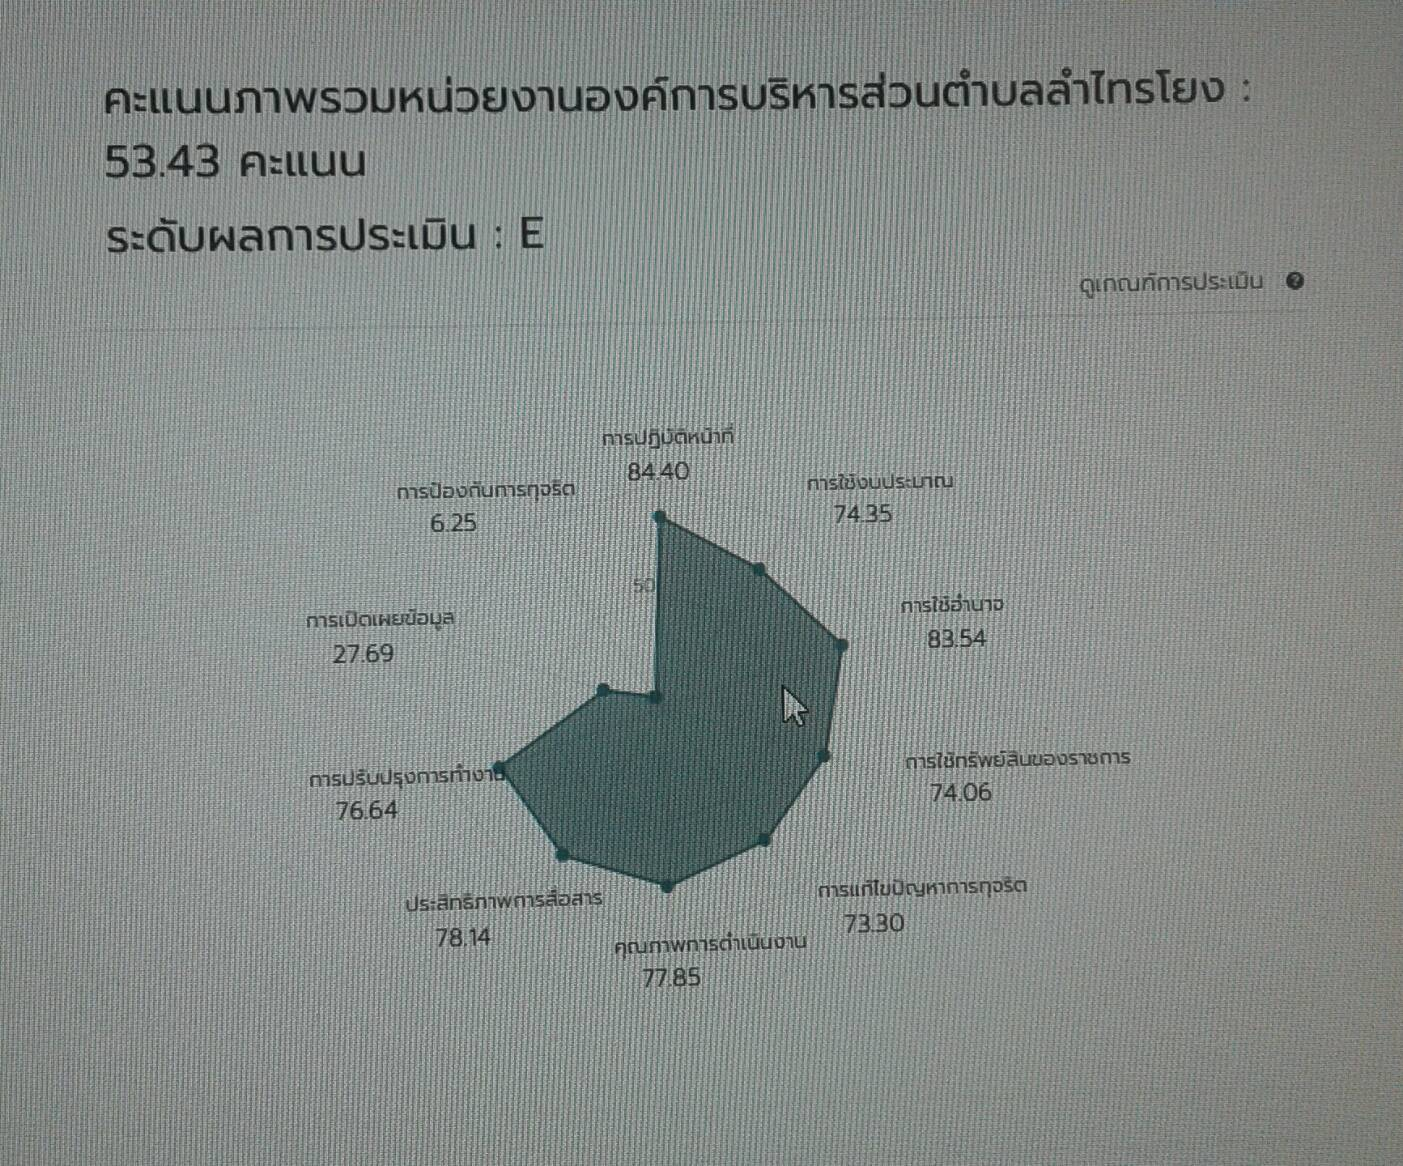 คะแนนภาพรวมหน่วยงานองค์การบริหารส่วนตำบลลำไทรโยง :
53.43 คะแนน
ระดับผลการประเมิน : E
ดูเกณฑ์การประเมิน
การปฏิบัติหน้าที่
84.40
การใช้งบประมาณ
74.35
การใช้อำนาจ
83.54
การใช้ทรัพย์สินของราชการ
74.06
การแก้ไขปัญหาการทุจริต
73.30
คุณภาพการดำเนินงาน
77.85
ประสิทธิภาพการสื่อสาร
78.14
การปรับปรุงการทำงาน
76.64
การเปิดเผยข้อมูล
27.69
การป้องกันการทุจริต
6.25
50